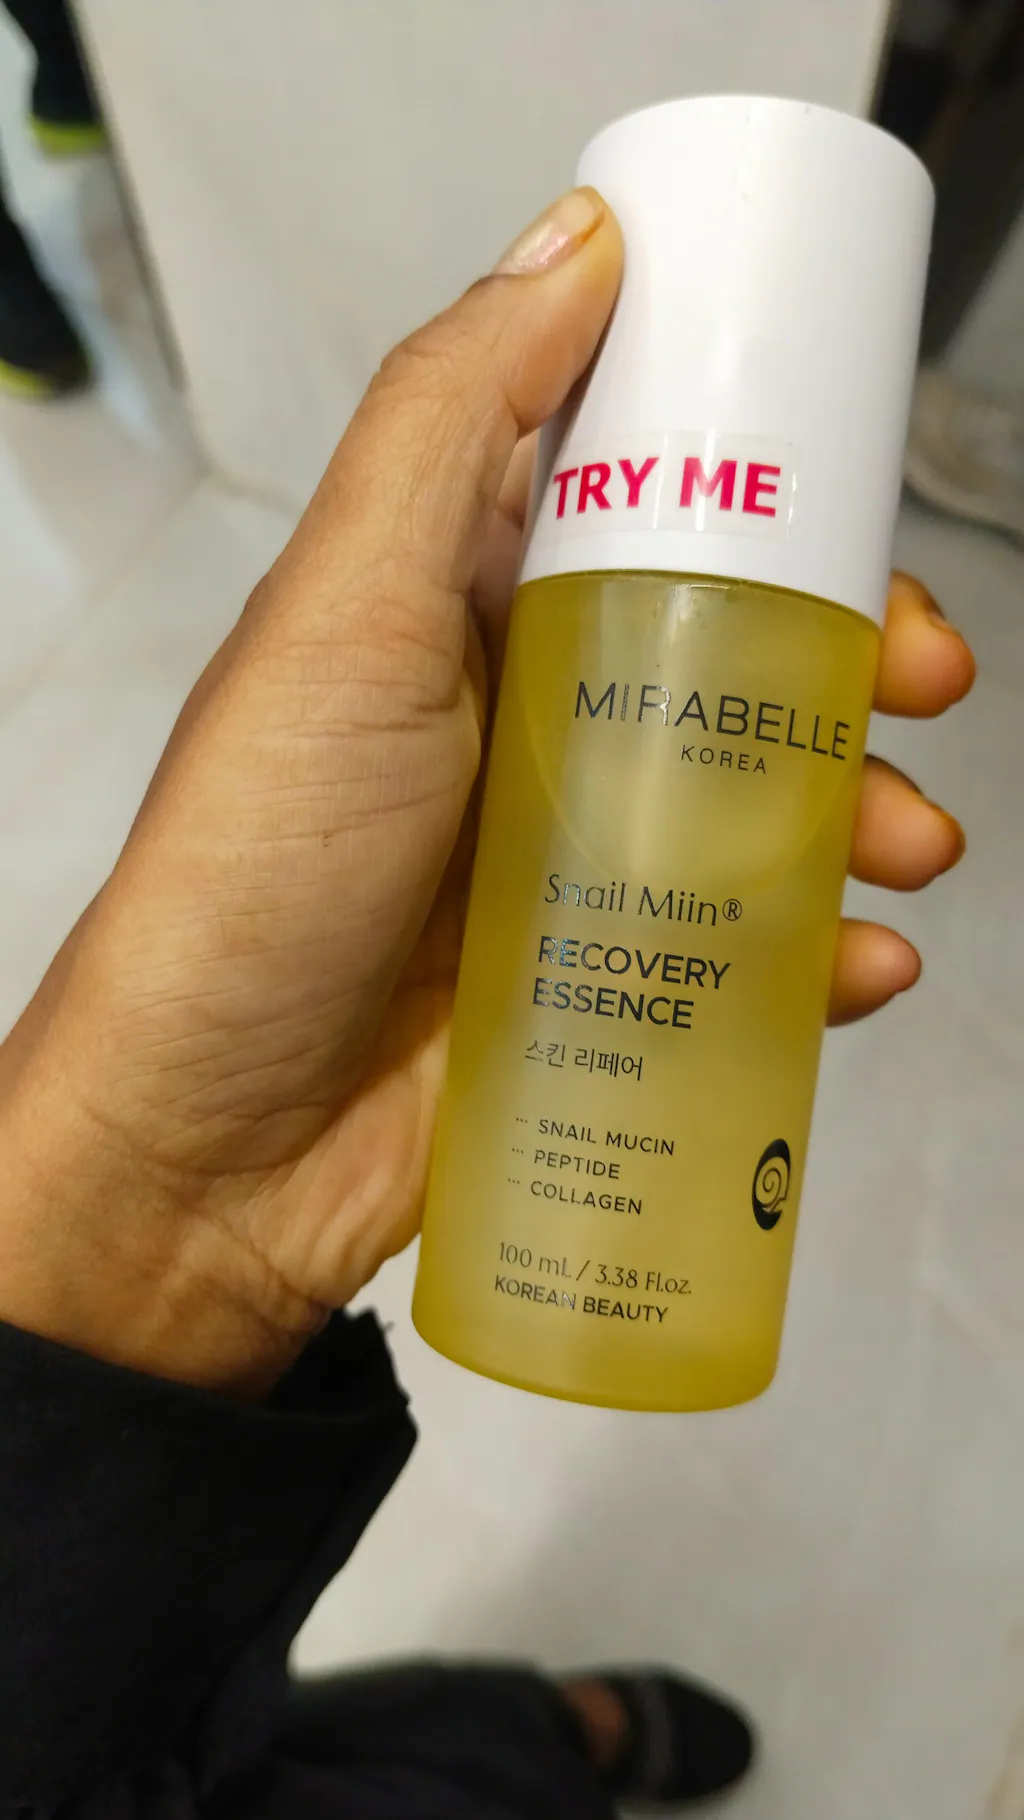 TRY ME
MIRABELLE
KOREA
Snail Miin®
RECOVERY
ESSENCE
스킨 리페어
SNAIL MUCIN
PEPTIDE
COLLAGEN
100 mL / 3.38 Fl.oz.
KOREAN BEAUTY